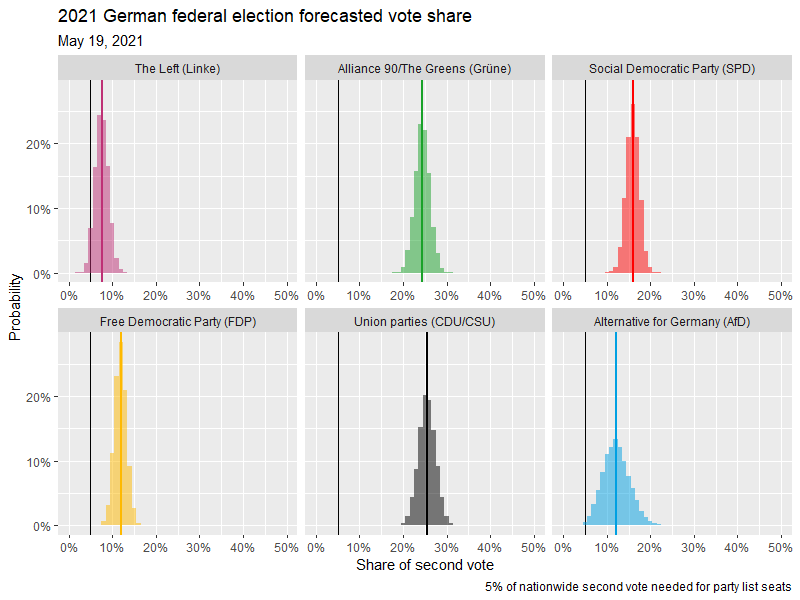 2021 German federal election forecasted vote share
May 19, 2021
The Left (Linke) Alliance 90/The Greens (Grüne) Social Democratic Party (SPD)
20%
10%
0%
0% 10% 20% 30% 40% 50% 0% 10% 20% 30% 40% 50% 0% 10% 20% 30% 40% 50%
Probability
Free Democratic Party (FDP) Union parties (CDU/CSU) Alternative for Germany (AfD)
20%
10%
0%
0% 10% 20% 30% 40% 50% 0% 10% 20% 30% 40% 50% 0% 10% 20% 30% 40% 50%
Share of second vote
5% of nationwide second vote needed for party list seats